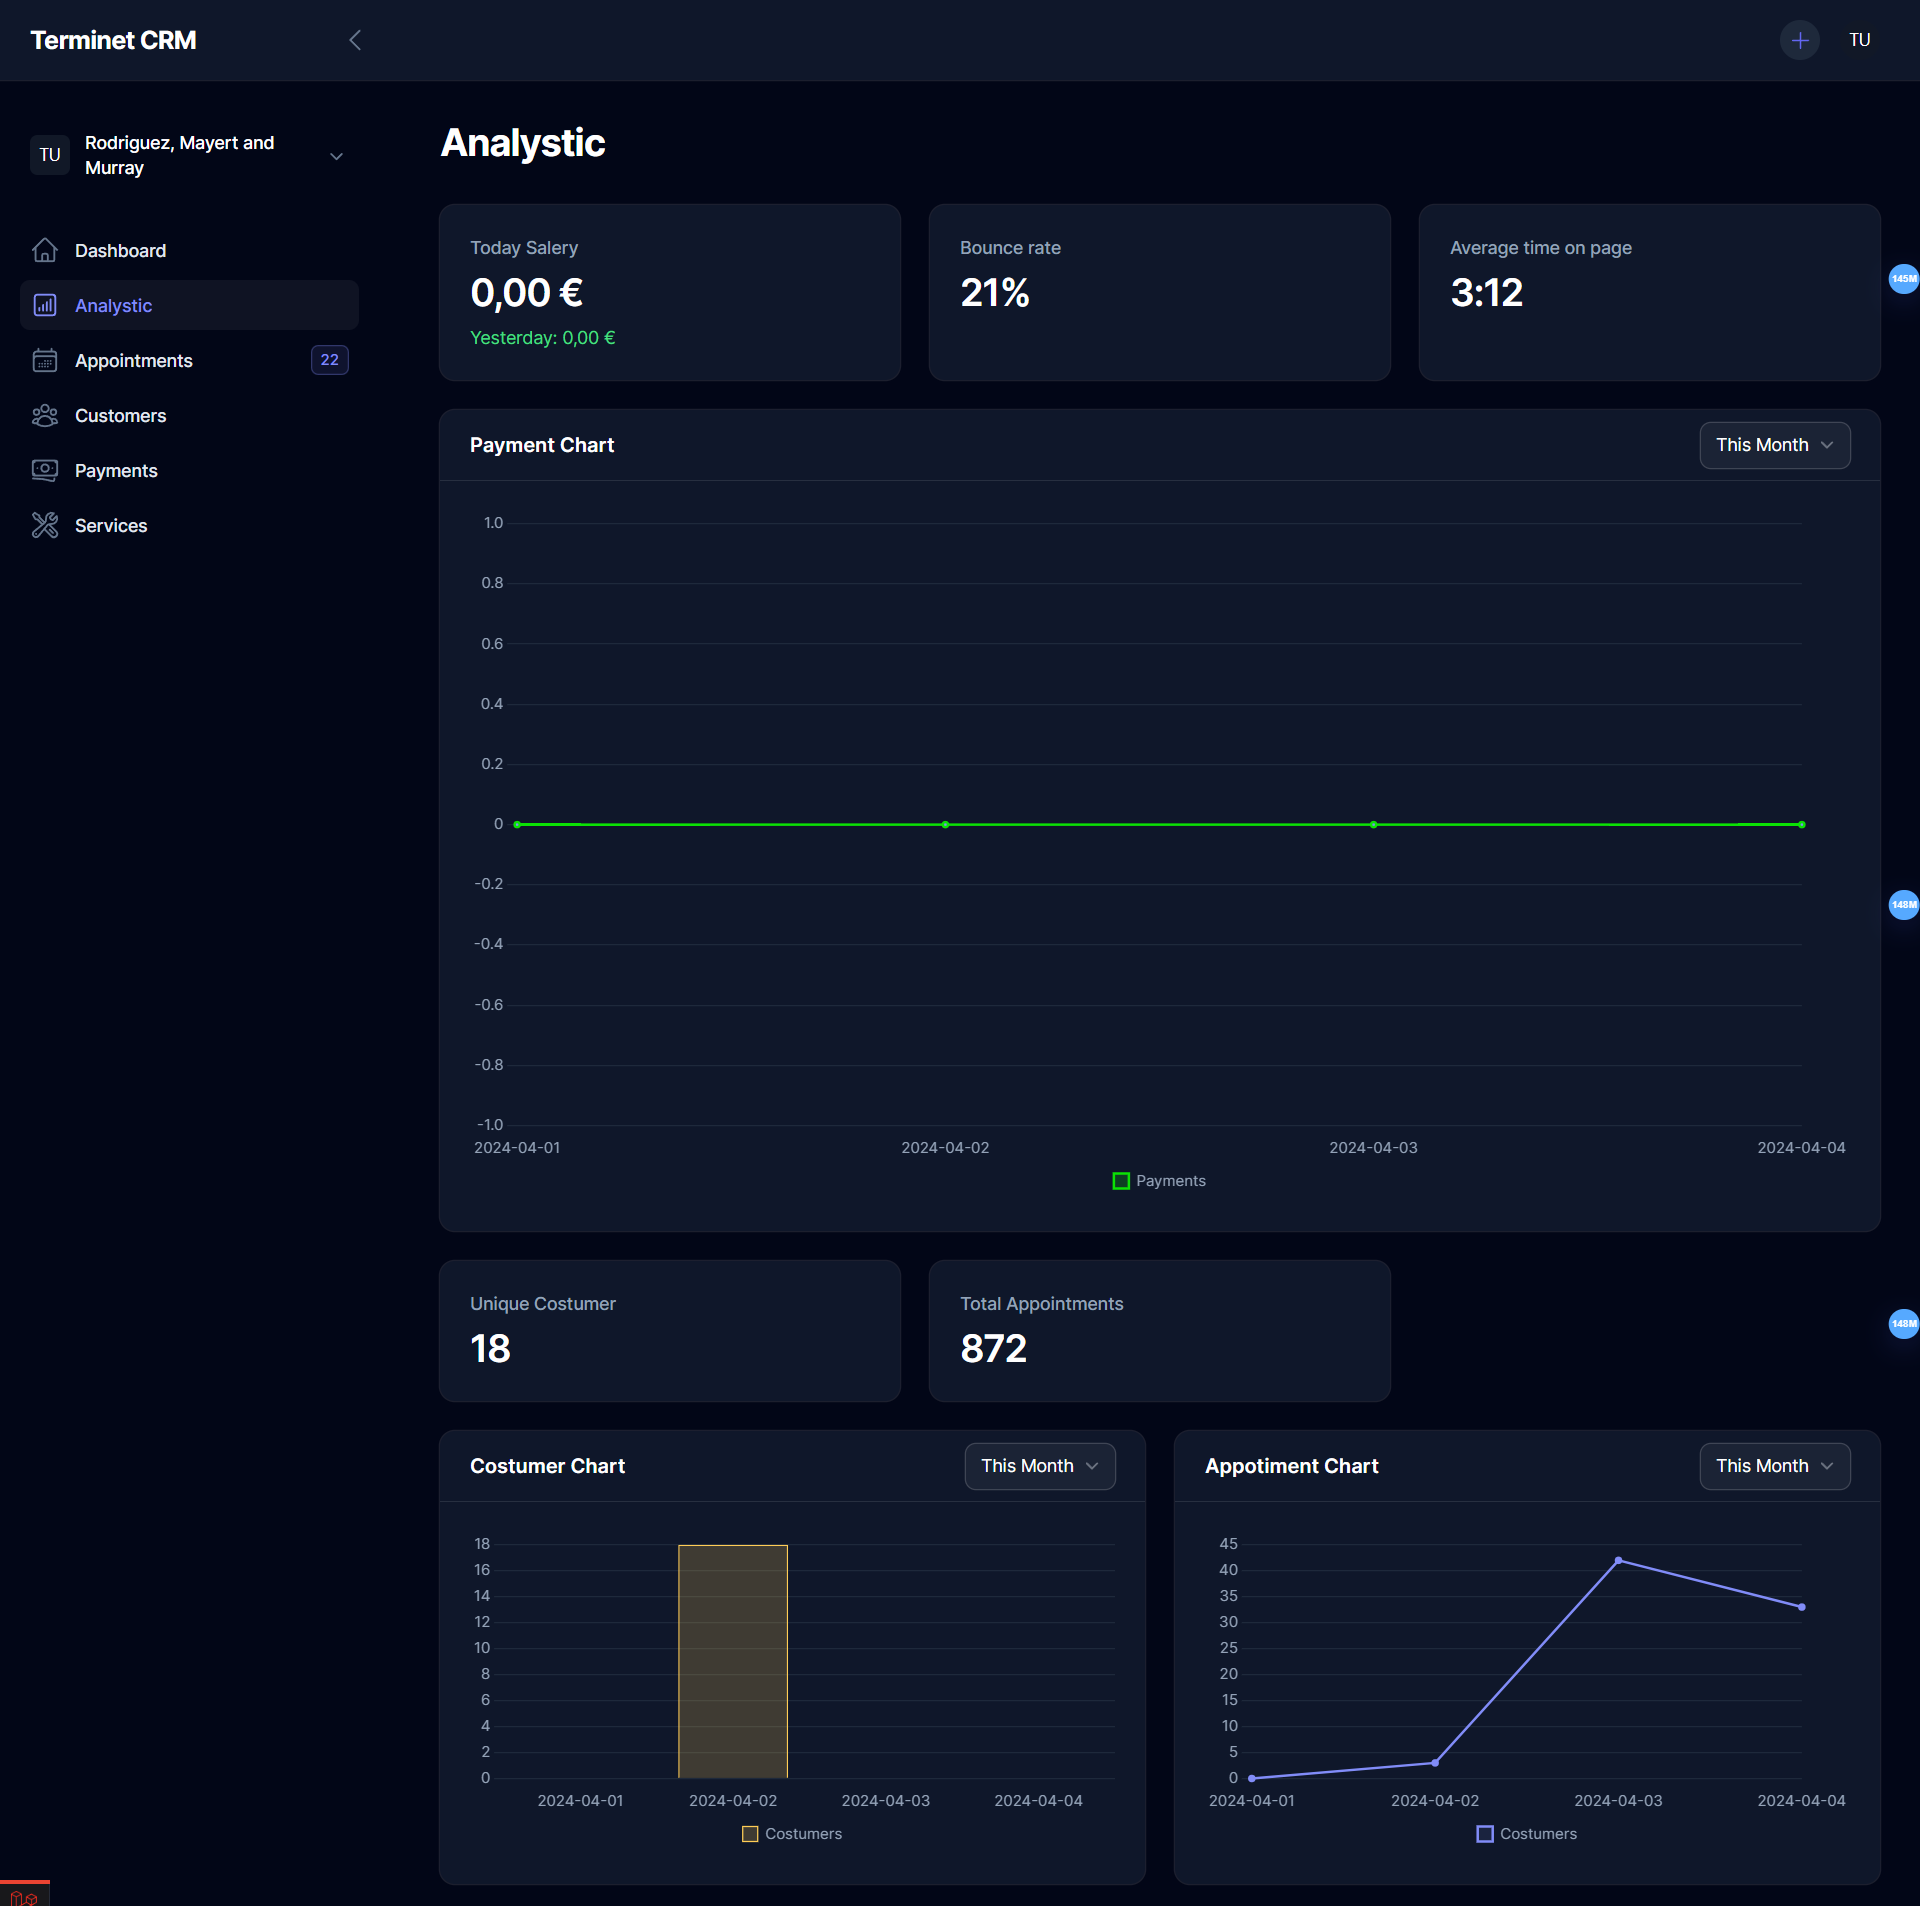 Terminet CRM
TU
TU
Rodriguez, Mayert and
Murray
Dashboard
Analystic
Appointments
22
Customers
Payments
Services
Analystic
Today Salery
0,00 €
Yesterday: 0,00 €
Bounce rate
21%
Average time on page
3:12
145M
Payment Chart
This Month
1.0
0.8
0.6
0.4
0.2
0
-0.2
-0.4
-0.6
-0.8
-1.0
2024-04-01
2024-04-02
2024-04-03
2024-04-04
Payments
148M
Unique Costumer
18
Total Appointments
872
148M
Costumer Chart
This Month
18
16
14
12
10
8
6
4
2
0
2024-04-01
2024-04-02
2024-04-03
2024-04-04
Costumers
Appotiment Chart
This Month
45
40
35
30
25
20
15
10
5
0
2024-04-01
2024-04-02
2024-04-03
2024-04-04
Costumers